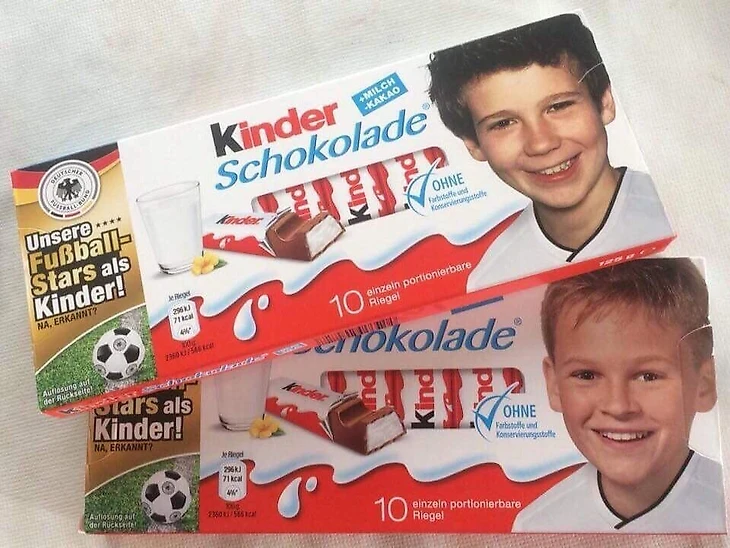 Kinder
Schokolade®
+MILCH
-KAKAO
DEUTSCHER
FUSSBALL-BUND
Unsere
Fußball-
Stars als
Kinder!
NA, ERKANNT?
Auflösung auf
der Rückseite!
kinder
OHNE
Farbstoffe und
Konservierungsstoffe
Je Riegel
296 kJ
71 kcal
4%*
100g
2360 kJ/566 kcal
10 einzeln portionierbare
Riegel
125 g e
Schokolade®
Stars als
Kinder!
NA, ERKANNT?
Auflösung auf
der Rückseite!
kinder
Kind
OHNE
Farbstoffe und
Konservierungsstoffe
Je Riegel
296 kJ
71 kcal
4%*
100g
2360 kJ/566 kcal
10 einzeln portionierbare
Riegel